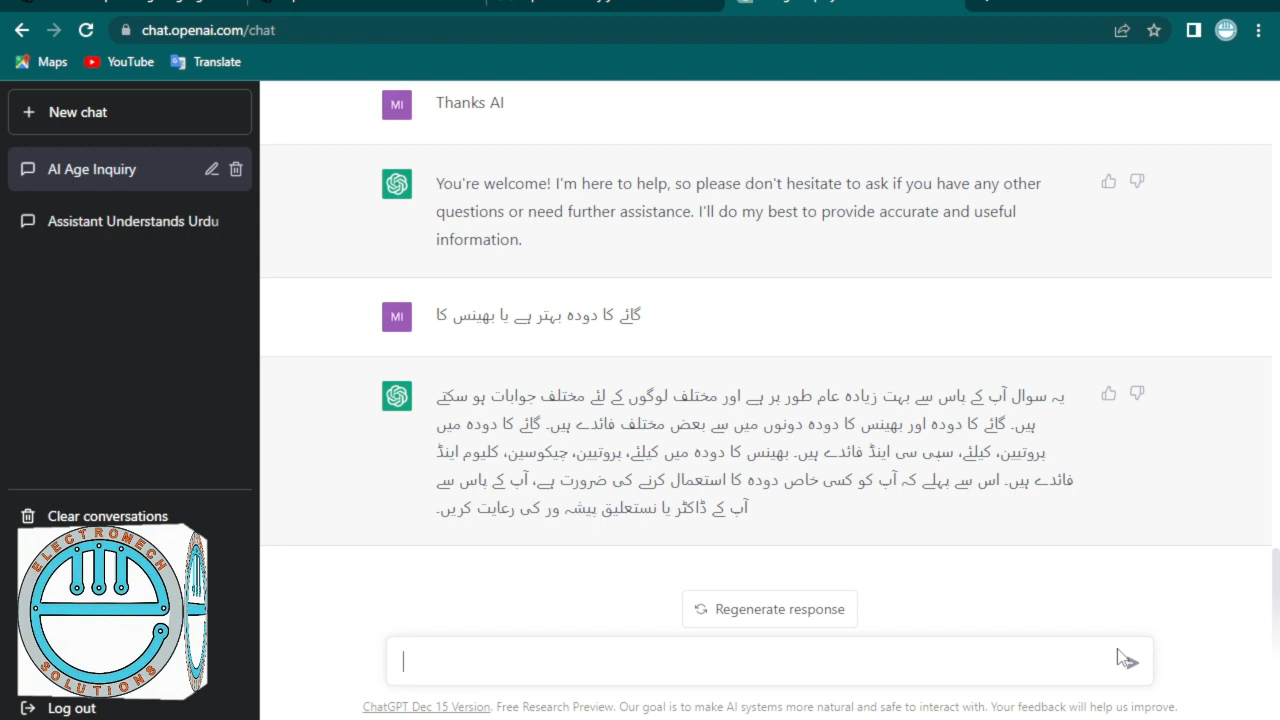 chat.openai.com/chat
Maps
YouTube
Translate
New chat
AI Age Inquiry
Assistant Understands Urdu
Clear conversations
ELECTROMECH
SOLUTIONS
Log out
MI
Thanks AI
You're welcome! I'm here to help, so please don't hesitate to ask if you have any other
questions or need further assistance. I'll do my best to provide accurate and useful
information.
MI
گائے کا دودھ بہتر ہے یا بھینس کا
یہ سوال آپ کے پاس سے بہت زیادہ عام طور پر ہے اور مختلف لوگوں کے لئے مختلف جوابات ہو سکتے
ہیں۔ گائے کا دودھ اور بھینس کا دودھ دونوں میں سے بعض مختلف فائدے ہیں۔ گائے کا دودھ میں
پروتیین، کیلئے، سپی سی اینڈ فائدے ہیں۔ بھینس کا دودھ میں کیلئے، پروتیین، چیکوسین، کلیوم اینڈ
فائدے ہیں۔ اس سے پہلے کہ آپ کو کسی خاص دودھ کا استعمال کرنے کی ضرورت ہے، آپ کے پاس سے
آپ کے ڈاکٹر یا نستعلیق پیشہ ور کی رعایت کریں۔
Regenerate response
ChatGPT Dec 15 Version. Free Research Preview. Our goal is to make AI systems more natural and safe to interact with. Your feedback will help us improve.